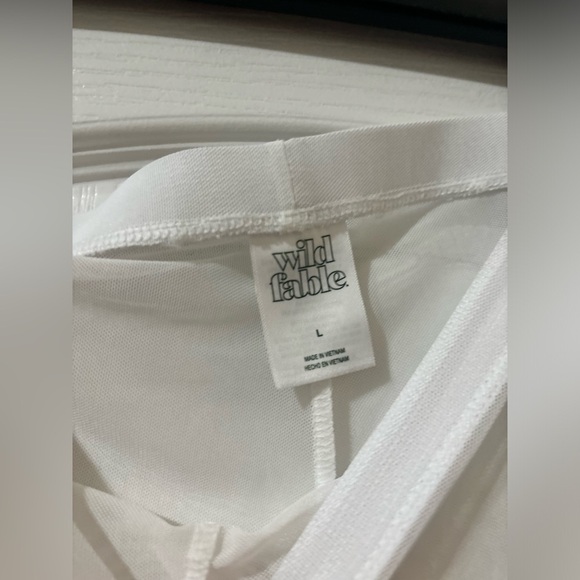 wild
fable.
L
MADE IN VIETNAM
HECHO EN VIETNAM